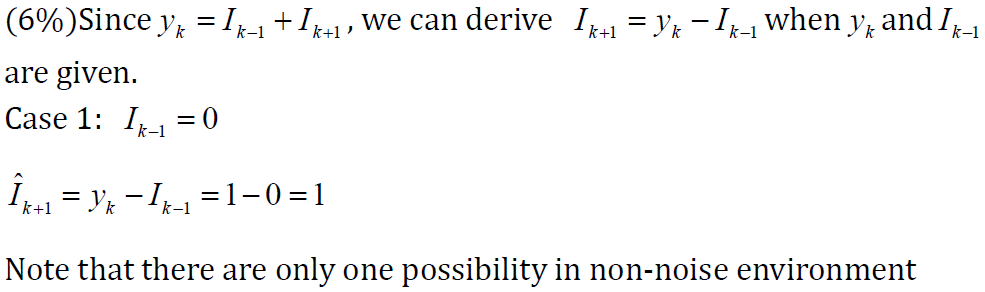 (6%)Since y_k = I_{k-1} + I_{k+1}, we can derive I_{k+1} = y_k − I_{k-1} when y_k and I_{k-1}
are given.
Case 1: I_{k-1} = 0
Î_{k+1} = y_k − I_{k-1} = 1 − 0 = 1
Note that there are only one possibility in non-noise environment